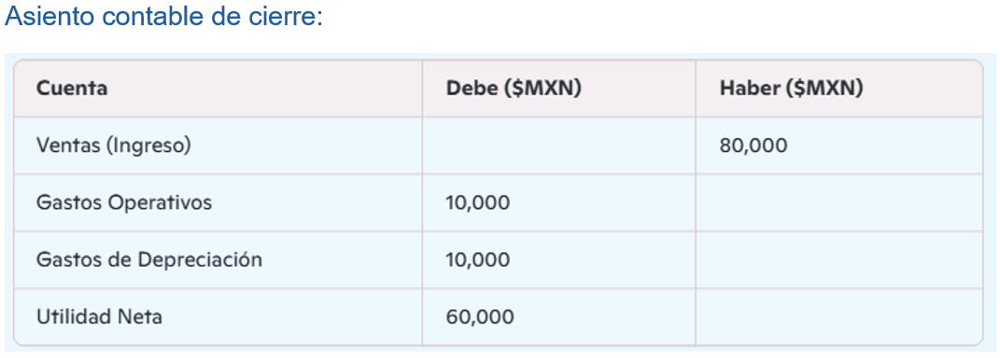 Asiento contable de cierre:
Cuenta Debe ($MXN) Haber ($MXN)
Ventas (Ingreso) 80,000
Gastos Operativos 10,000
Gastos de Depreciación 10,000
Utilidad Neta 60,000